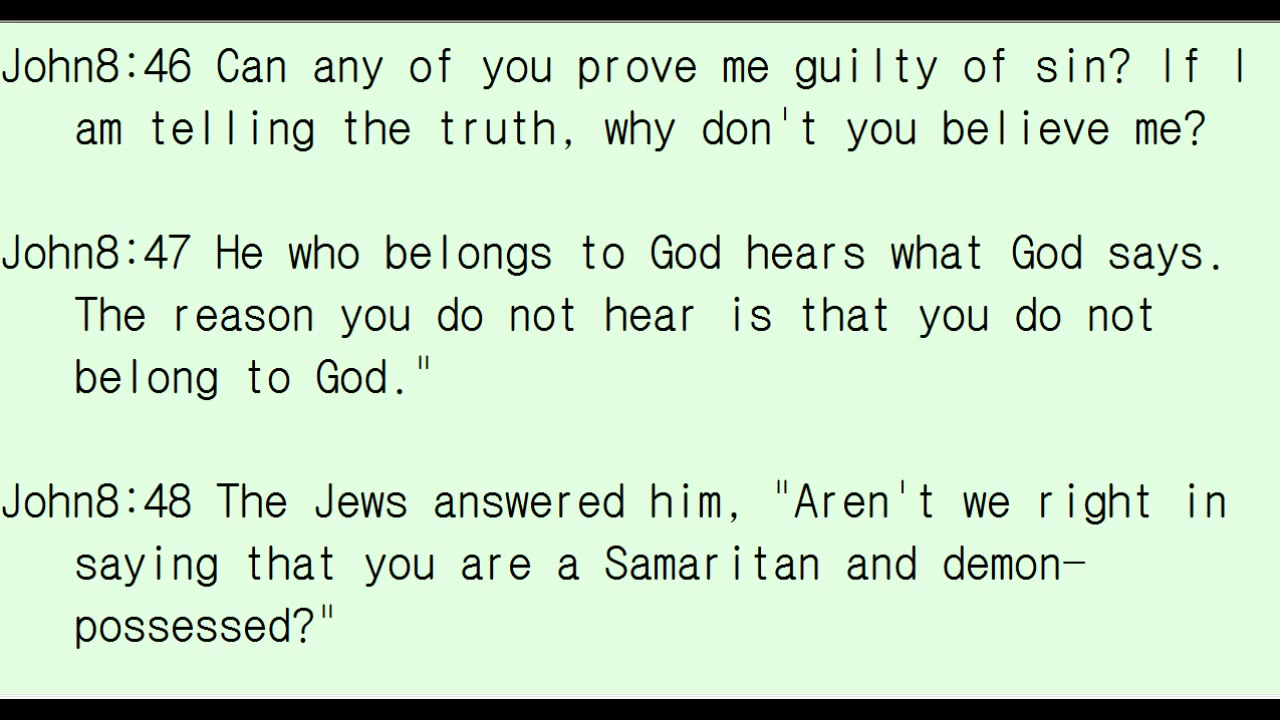 John8:46 Can any of you prove me guilty of sin? If I
am telling the truth, why don't you believe me?
John8:47 He who belongs to God hears what God says.
The reason you do not hear is that you do not
belong to God."
John8:48 The Jews answered him, "Aren't we right in
saying that you are a Samaritan and demon-
possessed?"